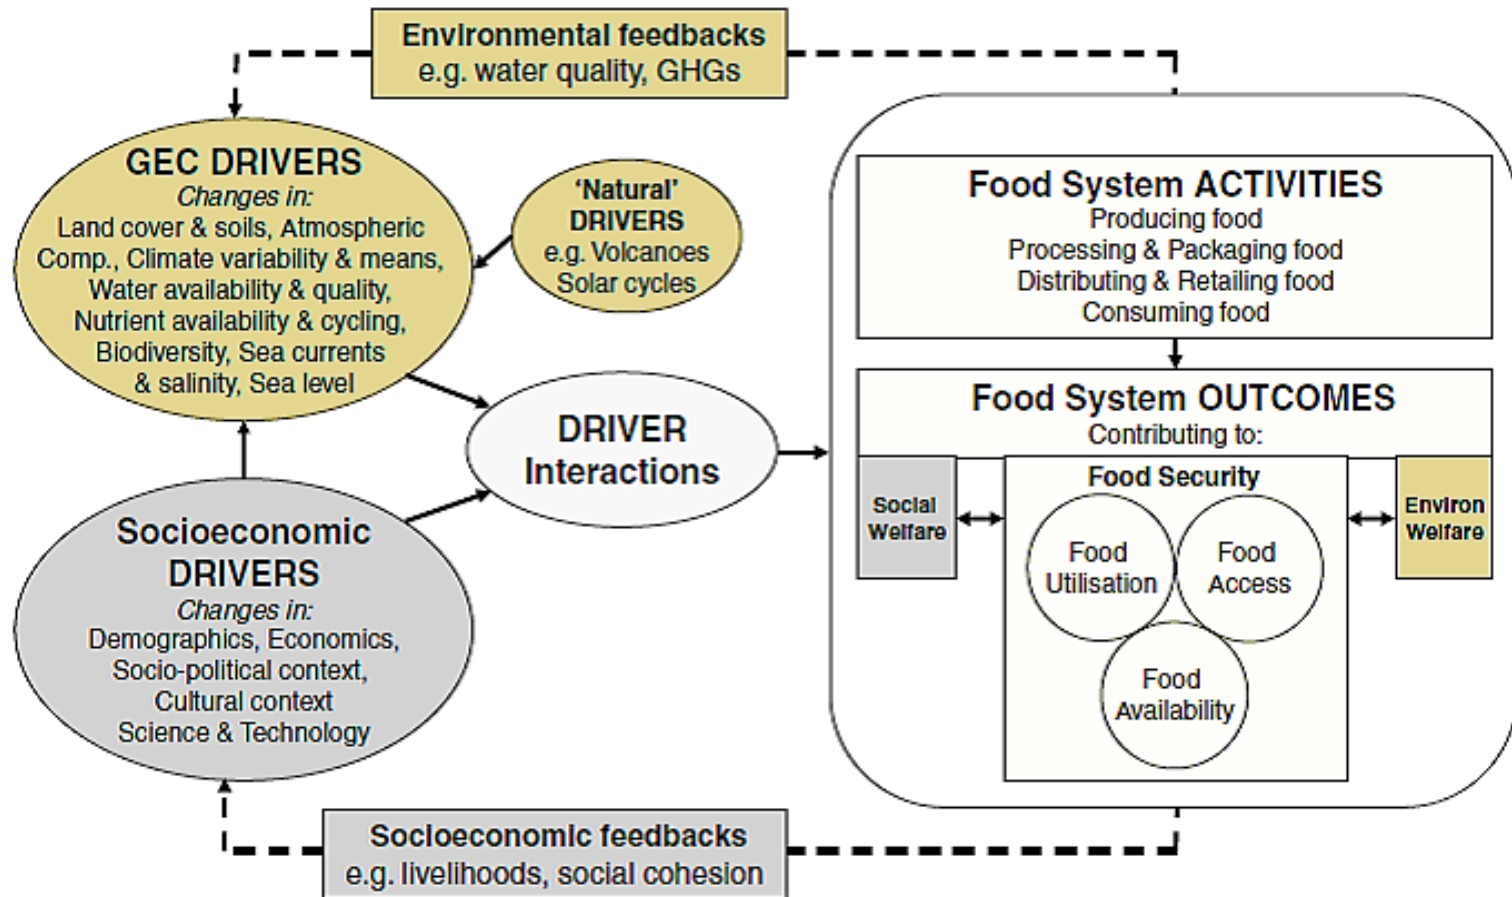 Environmental feedbacks
e.g. water quality, GHGs
GEC DRIVERS
Changes in:
Land cover & soils, Atmospheric
Comp., Climate variability & means,
Water availability & quality,
Nutrient availability & cycling,
Biodiversity, Sea currents
& salinity, Sea level
‘Natural’
DRIVERS
e.g. Volcanoes
Solar cycles
DRIVER
Interactions
Socioeconomic
DRIVERS
Changes in:
Demographics, Economics,
Socio-political context,
Cultural context
Science & Technology
Socioeconomic feedbacks
e.g. livelihoods, social cohesion
Food System ACTIVITIES
Producing food
Processing & Packaging food
Distributing & Retailing food
Consuming food
Food System OUTCOMES
Contributing to:
Social
Welfare
Food Security
Food
Utilisation
Food
Access
Food
Availability
Environ
Welfare